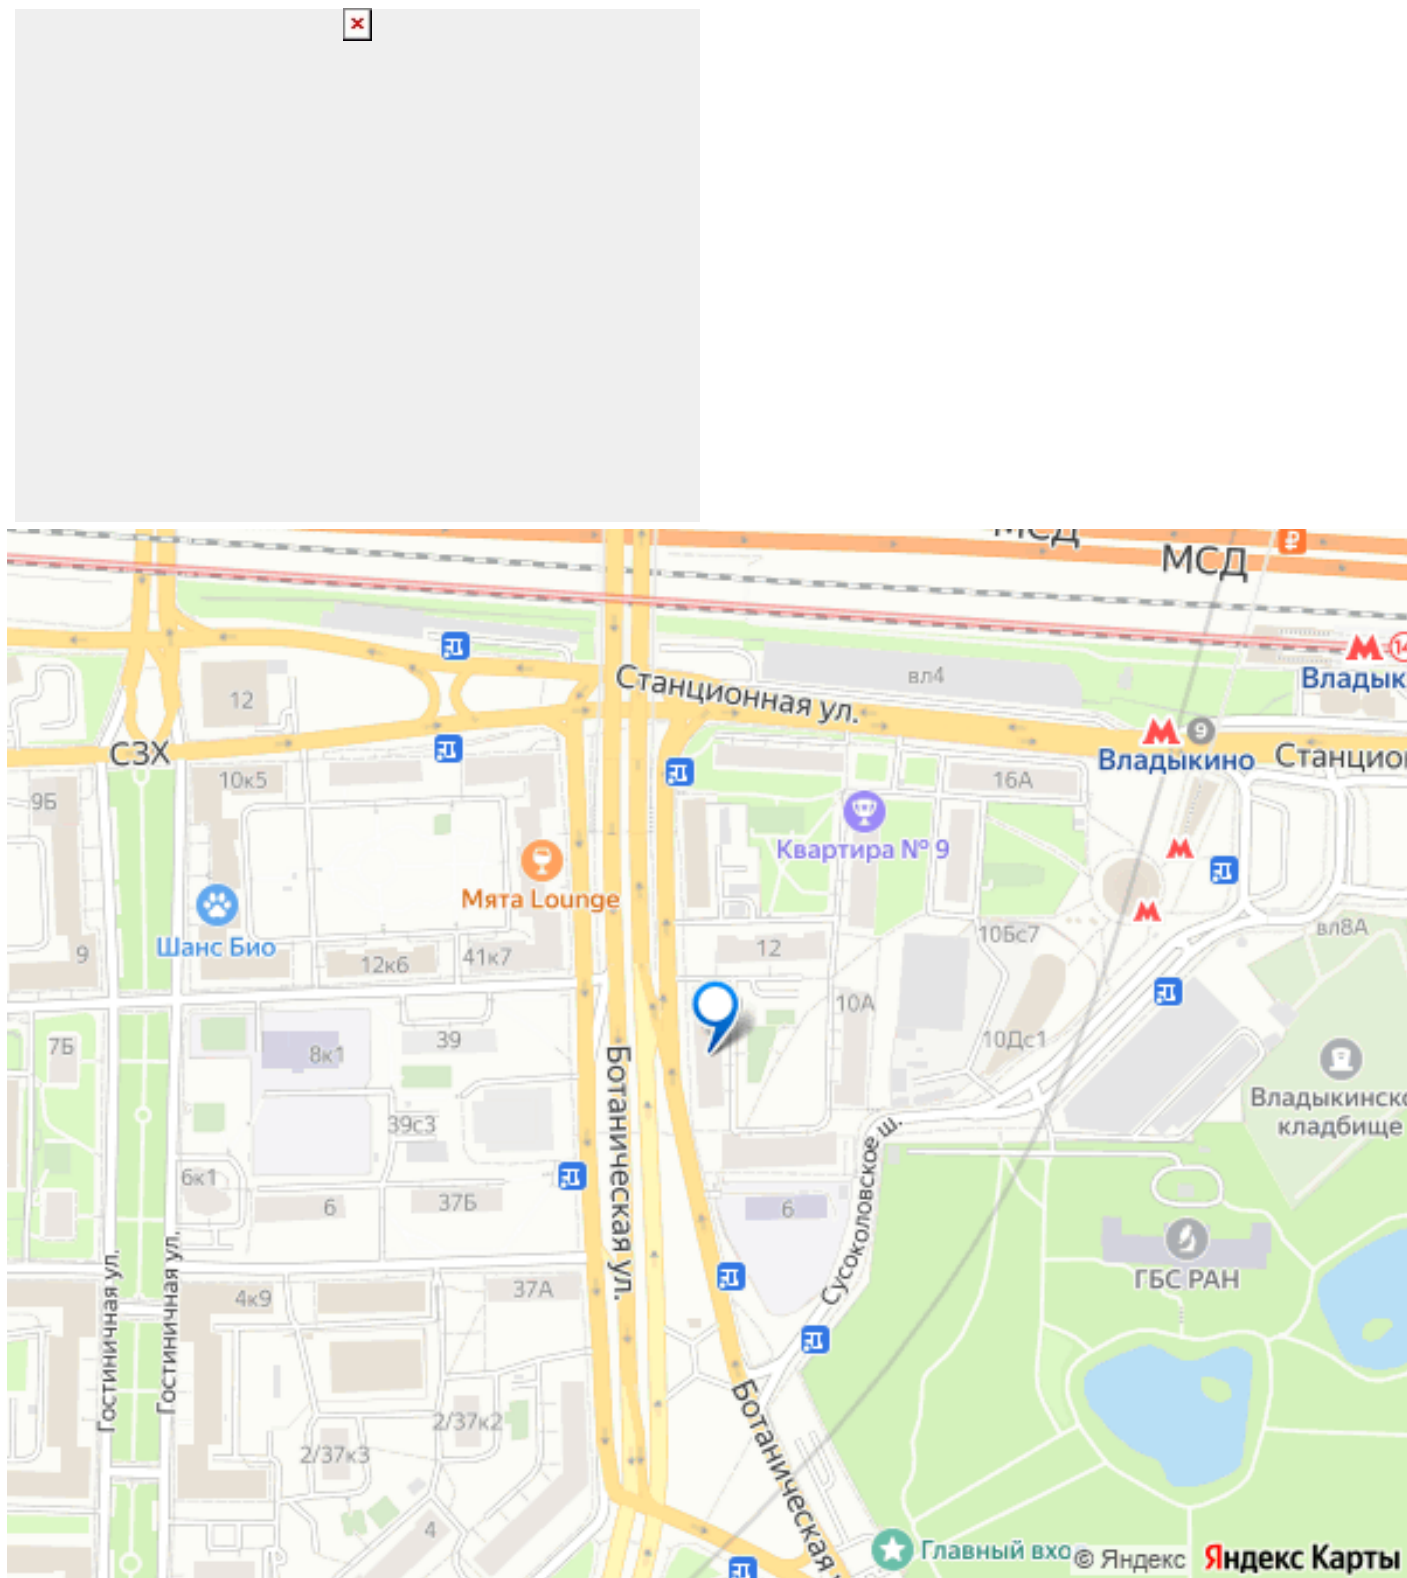 МСД
МСД
₽
14
Владык
Станционная ул.
вл4
12
9
Владыкино
Станцио
СЗХ
10к5
16А
9Б
Квартира № 9
Мята Lounge
Шанс Био
9
12к6
41к7
12
10Бс7
вл8А
10А
7Б
8к1
39
10Дс1
Ботаническая ул.
Владыкинско
кладбище
39с3
Сусоколовское ш.
6к1
6
37Б
6
ГБС РАН
Гостиничная ул.
Гостиничная ул.
4к9
37А
2/37к2
2/37к3
Ботаническая
4
Главный вхо
© Яндекс
Яндекс Карты